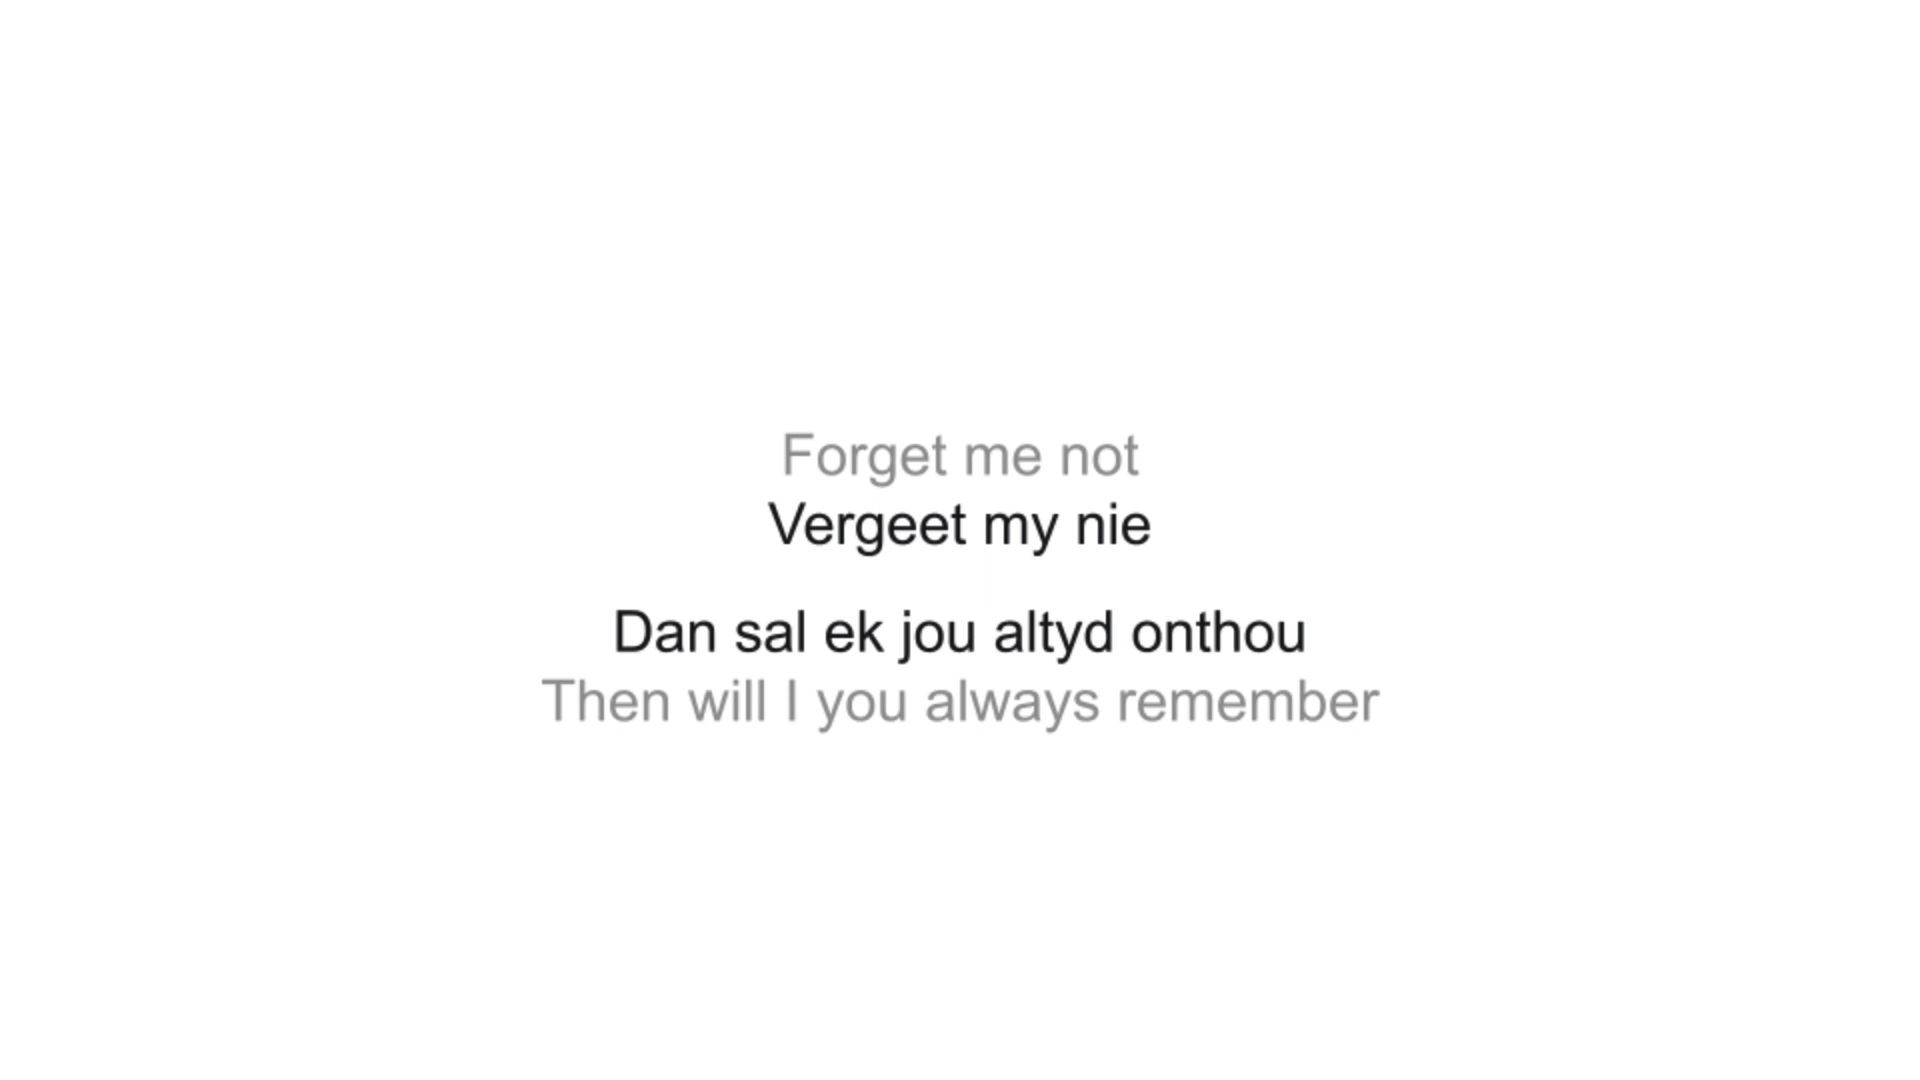 Forget me not
Vergeet my nie
Dan sal ek jou altyd onthou
Then will I you always remember